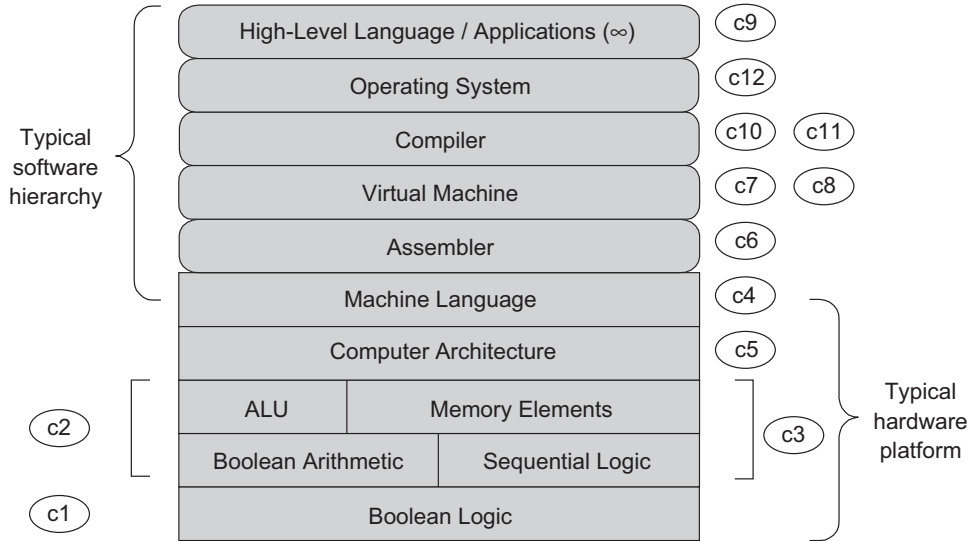 High-Level Language / Applications (∞)
c9
Operating System
c12
Compiler
c10
c11
Typical
software
hierarchy
Virtual Machine
c7
c8
Assembler
c6
Machine Language
c4
Computer Architecture
c5
ALU
Memory Elements
c2
c3
Typical
hardware
platform
Boolean Arithmetic
Sequential Logic
c1
Boolean Logic